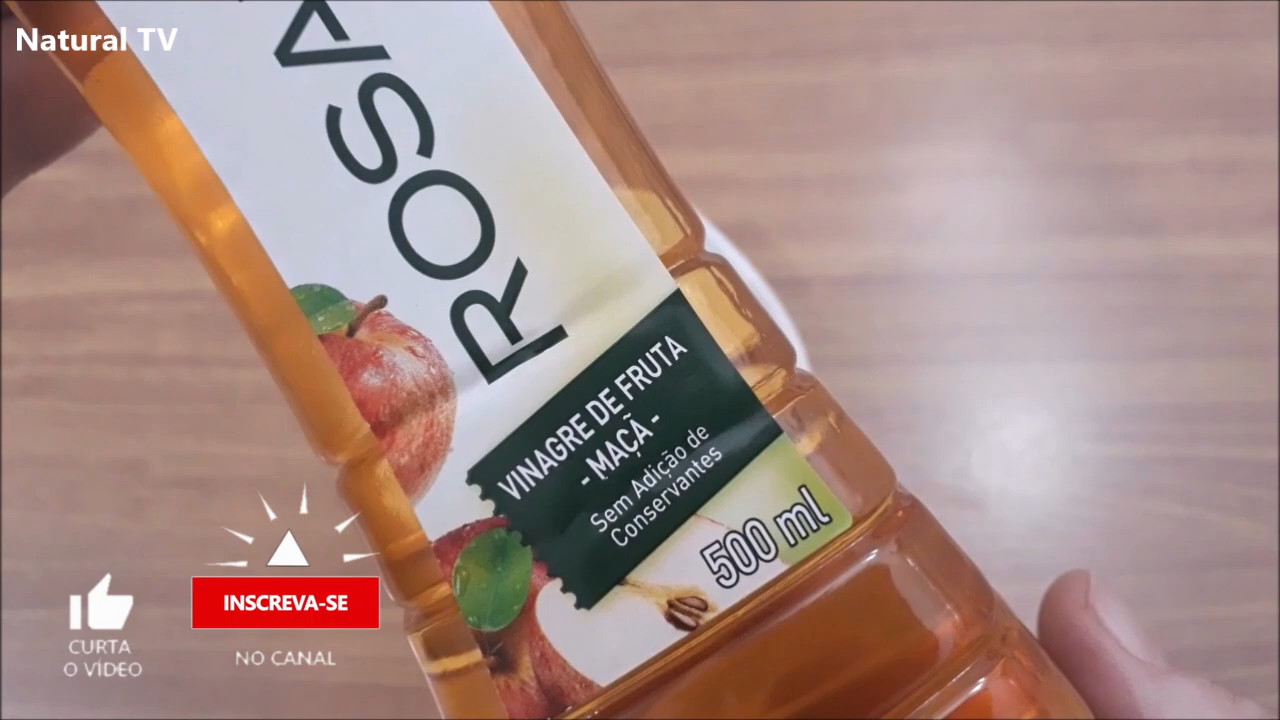 Natural TV
ROSA
VINAGRE DE FRUTA
- MAÇÃ -
Sem Adição de
Conservantes
500 ml
INSCREVA-SE
NO CANAL
CURTA
O VÍDEO